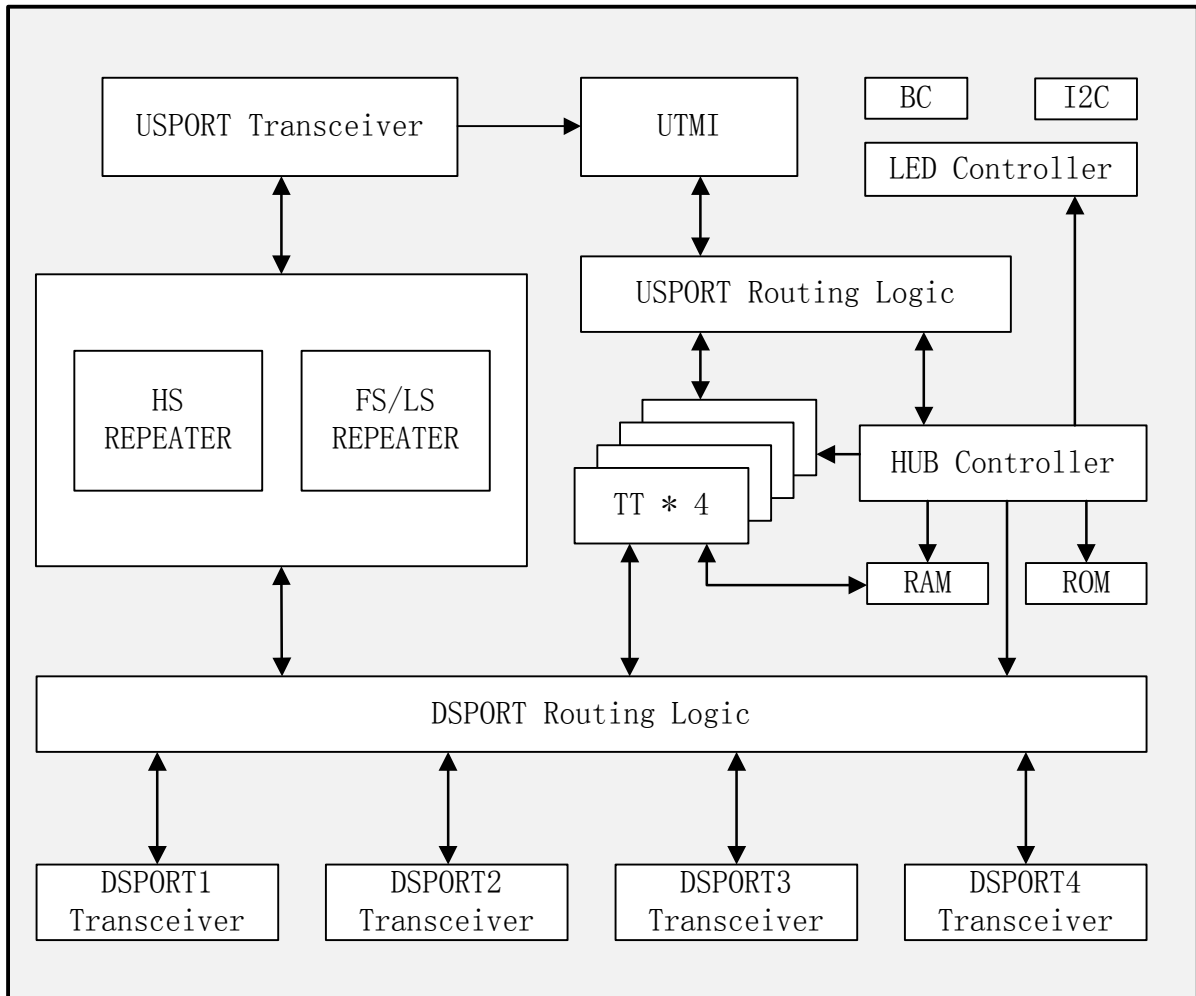 USPORT Transceiver
UTMI
BC
I2C
LED Controller
USPORT Routing Logic
HS
REPEATER
FS/LS
REPEATER
HUB Controller
TT * 4
RAM
ROM
DSPORT Routing Logic
DSPORT1
Transceiver
DSPORT2
Transceiver
DSPORT3
Transceiver
DSPORT4
Transceiver